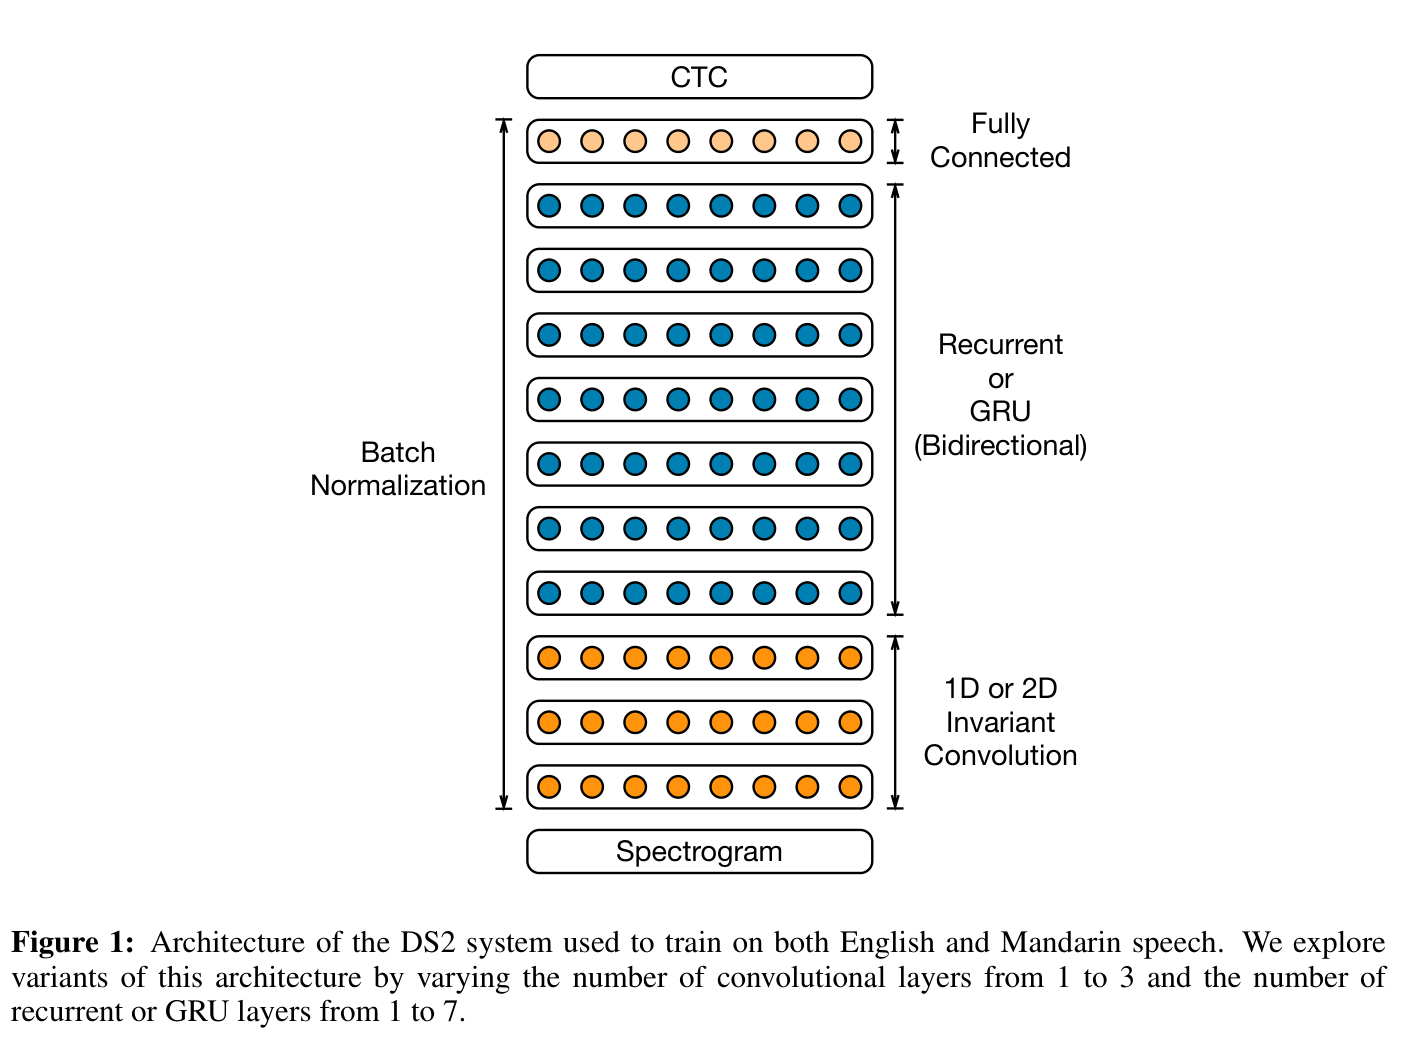 CTC
Fully
Connected
Recurrent
or
GRU
(Bidirectional)
Batch
Normalization
1D or 2D
Invariant
Convolution
Spectrogram
Figure 1: Architecture of the DS2 system used to train on both English and Mandarin speech. We explore
variants of this architecture by varying the number of convolutional layers from 1 to 3 and the number of
recurrent or GRU layers from 1 to 7.